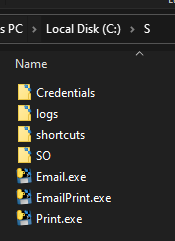 s PC > Local Disk (C:) > S
Name
Credentials
logs
shortcuts
SO
Email.exe
EmailPrint.exe
Print.exe